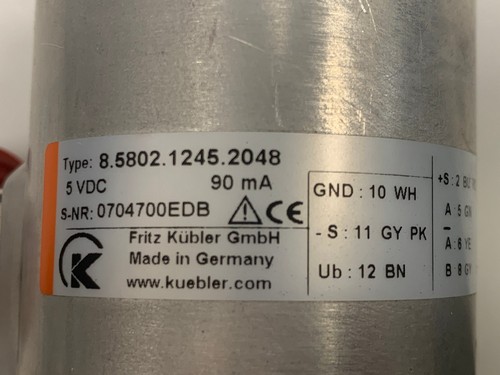 Type: 8.5802.1245.2048
5 VDC 90 mA
S-NR: 0704700EDB CE
Fritz Kübler GmbH
Made in Germany
www.kuebler.com
K
GND : 10 WH
- S : 11 GY PK
Ub : 12 BN
+S : 2
A : 5 GN
A̅ : 6 YE
B : 8 GY